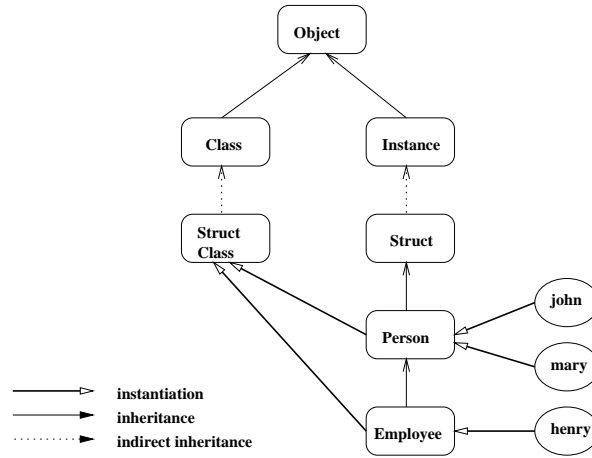 Object
Class
Instance
Struct
Class
Struct
john
Person
mary
instantiation
inheritance
indirect inheritance
Employee
henry